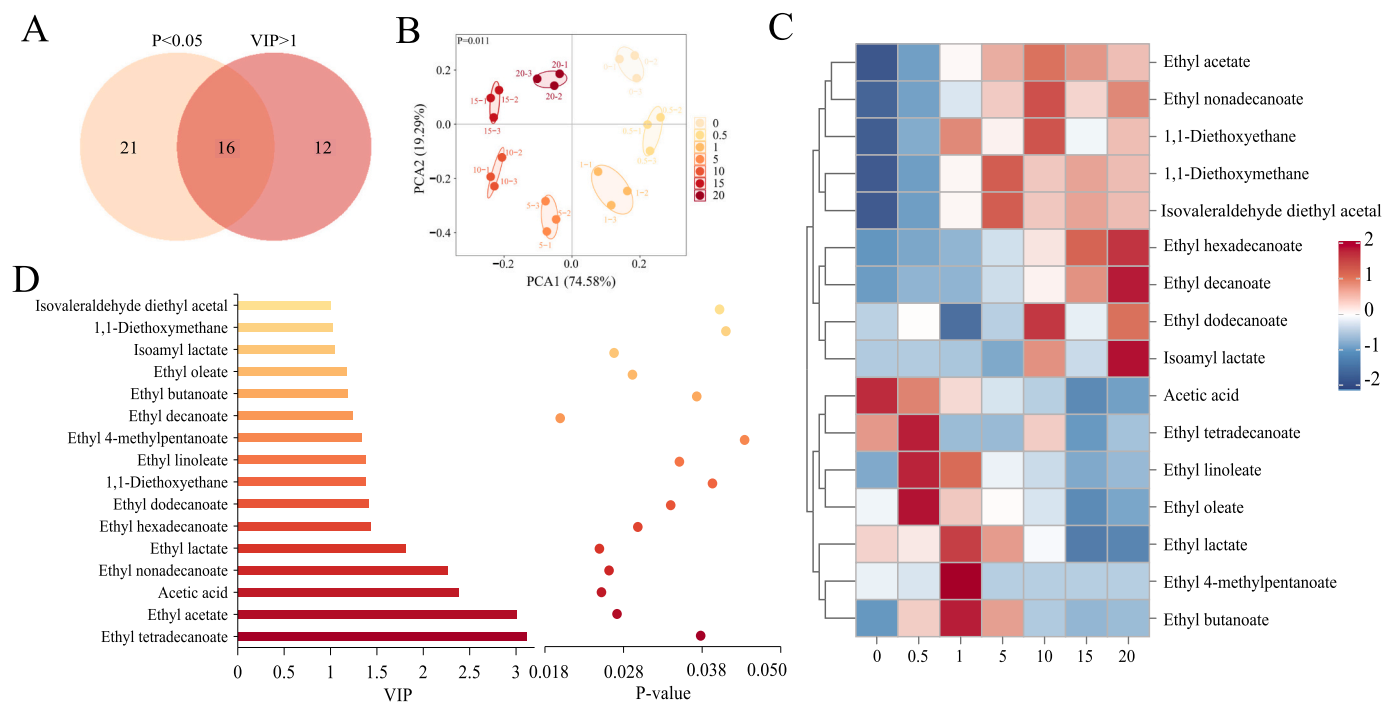 A
P<0.05
VIP>1
21
16
12
B
P=0.011
PCA2 (19.29%)
0.2
0.0
−0.2
−0.4
20-3
20-1
20-2
15-1
15-2
15-3
10-2
10-1
10-3
5-3
5-2
5-1
1-1
1-2
1-3
0.5-2
0.5-1
0.5-3
0-2
0-3
−0.2
0.0
0.2
PCA1 (74.58%)
0
0.5
1
5
10
15
20
C
Ethyl acetate
Ethyl nonadecanoate
1,1-Diethoxyethane
1,1-Diethoxymethane
Isovaleraldehyde diethyl acetal
Ethyl hexadecanoate
Ethyl decanoate
Ethyl dodecanoate
Isoamyl lactate
Acetic acid
Ethyl tetradecanoate
Ethyl linoleate
Ethyl oleate
Ethyl lactate
Ethyl 4-methylpentanoate
Ethyl butanoate
0 0.5 1 5 10 15 20
2
1
0
-1
-2
D
Isovaleraldehyde diethyl acetal
1,1-Diethoxymethane
Isoamyl lactate
Ethyl oleate
Ethyl butanoate
Ethyl decanoate
Ethyl 4-methylpentanoate
Ethyl linoleate
1,1-Diethoxyethane
Ethyl dodecanoate
Ethyl hexadecanoate
Ethyl lactate
Ethyl nonadecanoate
Acetic acid
Ethyl acetate
Ethyl tetradecanoate
0 0.5 1 1.5 2 2.5 3
VIP
0.018 0.028 0.038 0.050
P-value